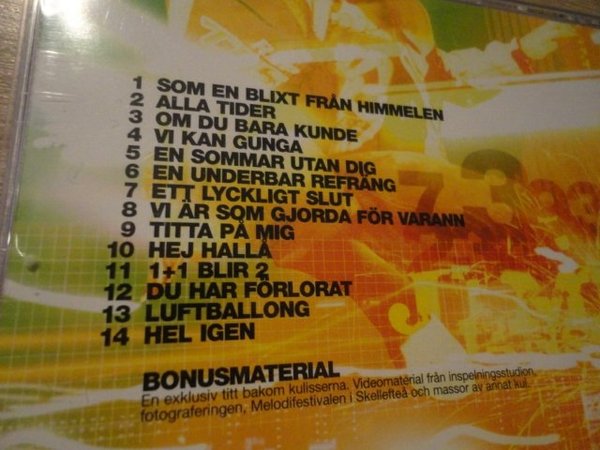 1 SOM EN BLIXT FRÅN HIMMELEN
2 ALLA TIDER
3 OM DU BARA KUNDE
4 VI KAN GUNGA
5 EN SOMMAR UTAN DIG
6 EN UNDERBAR REFRÄNG
7 ETT LYCKLIGT SLUT
8 VI ÄR SOM GJORDA FÖR VARANN
9 TITTA PÅ MIG
10 HEJ HALLÅ
11 1+1 BLIR 2
12 DU HAR FÖRLORAT
13 LUFTBALLONG
14 HEL IGEN
BONUSMATERIAL
En exklusiv titt bakom kulisserna. Videomaterial från inspelningsstudion,
fotograferingen, Melodifestivalen i Skellefteå och massor av annat kul.
7 3